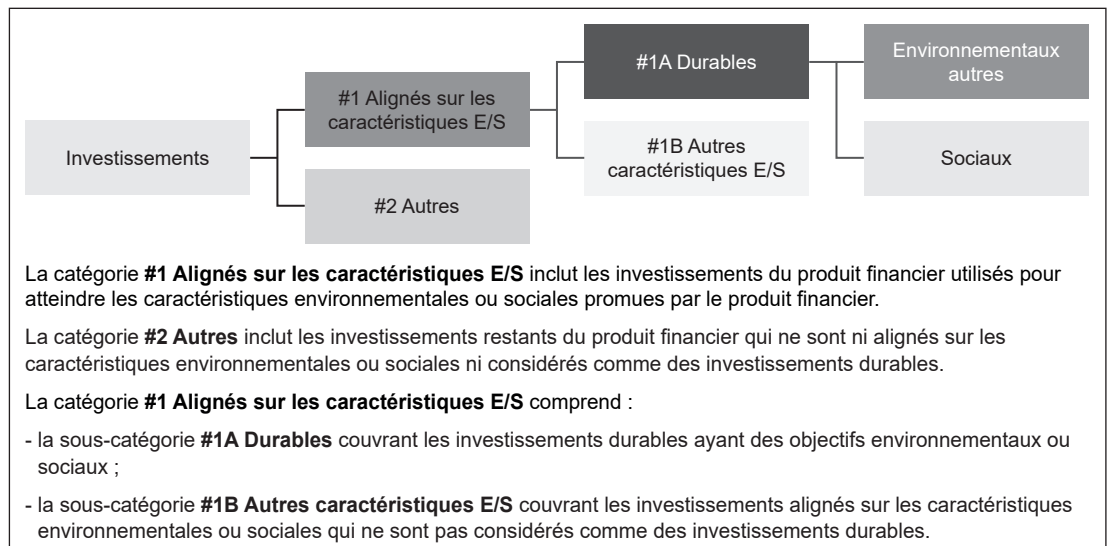 Investissements
#1 Alignés sur les
caractéristiques E/S
#2 Autres
#1A Durables
#1B Autres
caractéristiques E/S
Environnementaux
autres
Sociaux
La catégorie #1 Alignés sur les caractéristiques E/S inclut les investissements du produit financier utilisés pour
atteindre les caractéristiques environnementales ou sociales promues par le produit financier.
La catégorie #2 Autres inclut les investissements restants du produit financier qui ne sont ni alignés sur les
caractéristiques environnementales ou sociales ni considérés comme des investissements durables.
La catégorie #1 Alignés sur les caractéristiques E/S comprend :
- la sous-catégorie #1A Durables couvrant les investissements durables ayant des objectifs environnementaux ou
sociaux ;
- la sous-catégorie #1B Autres caractéristiques E/S couvrant les investissements alignés sur les caractéristiques
environnementales ou sociales qui ne sont pas considérés comme des investissements durables.